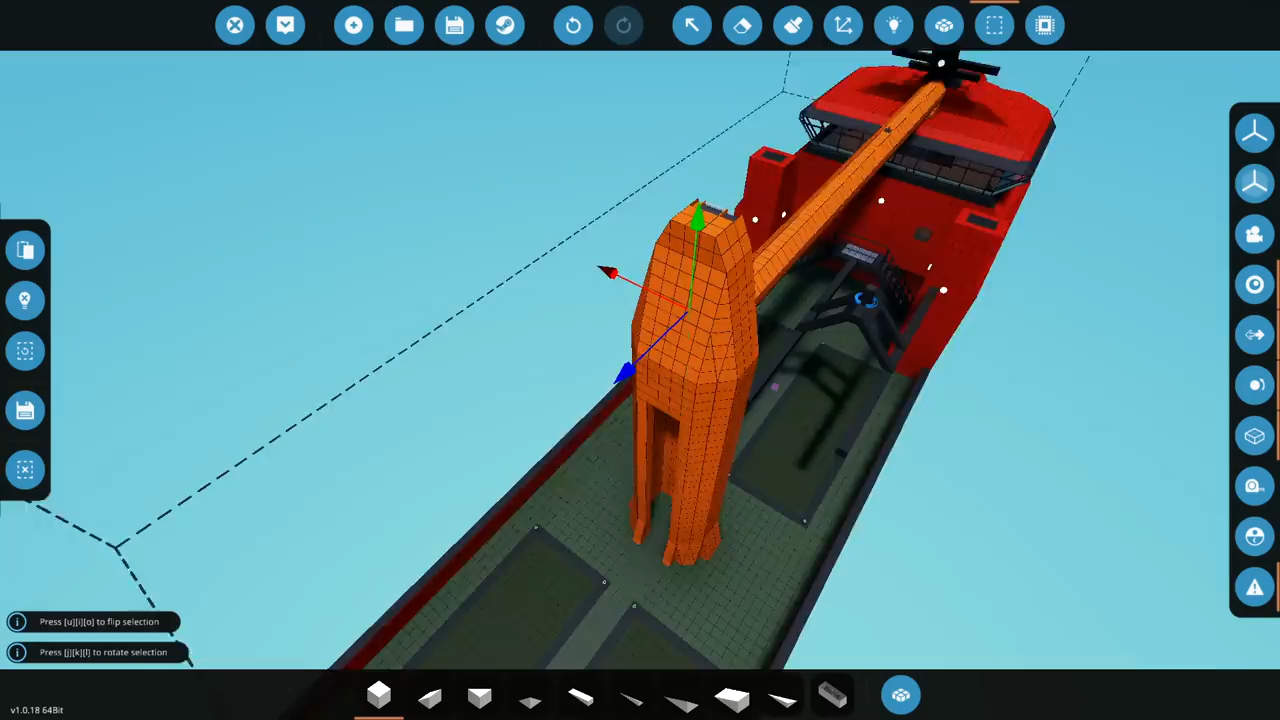 Press [u][i][o] to flip selection
Press [j][k][l] to rotate selection
v1.0.18 64Bit